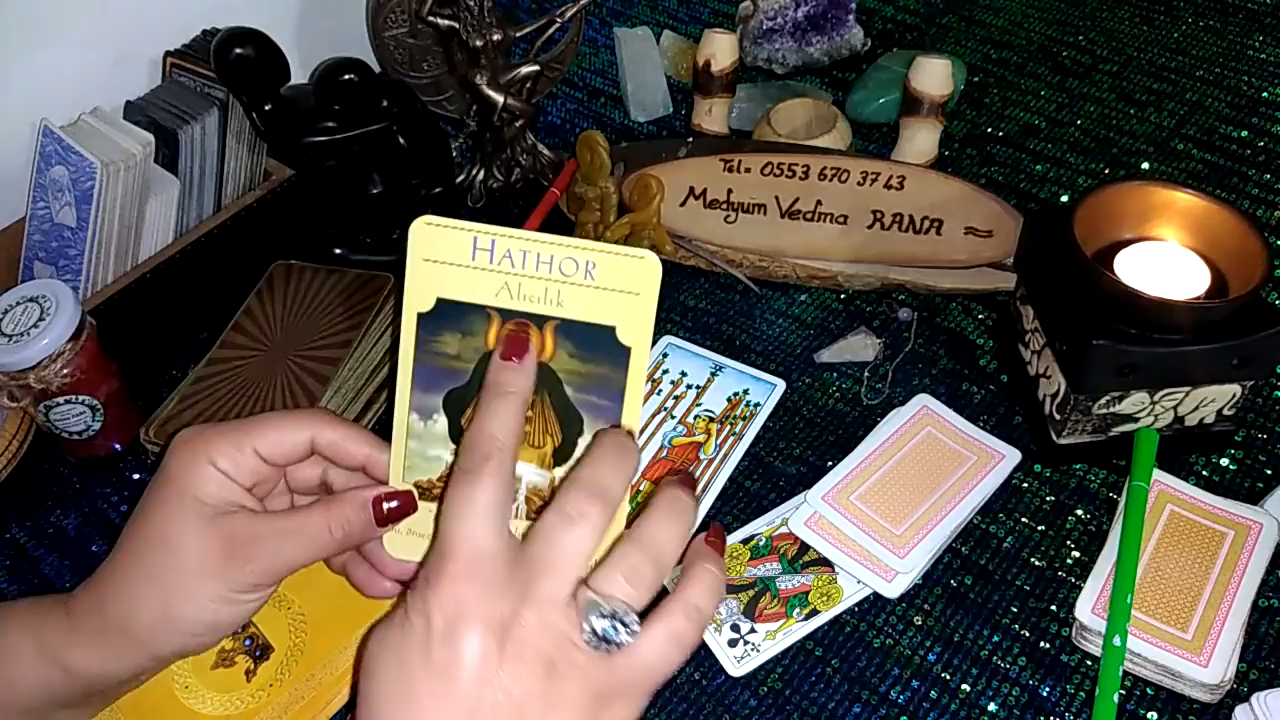 Tel= 0553 670 37 43
Medyum Vedma RANA
HATHOR
Alıcılık
K